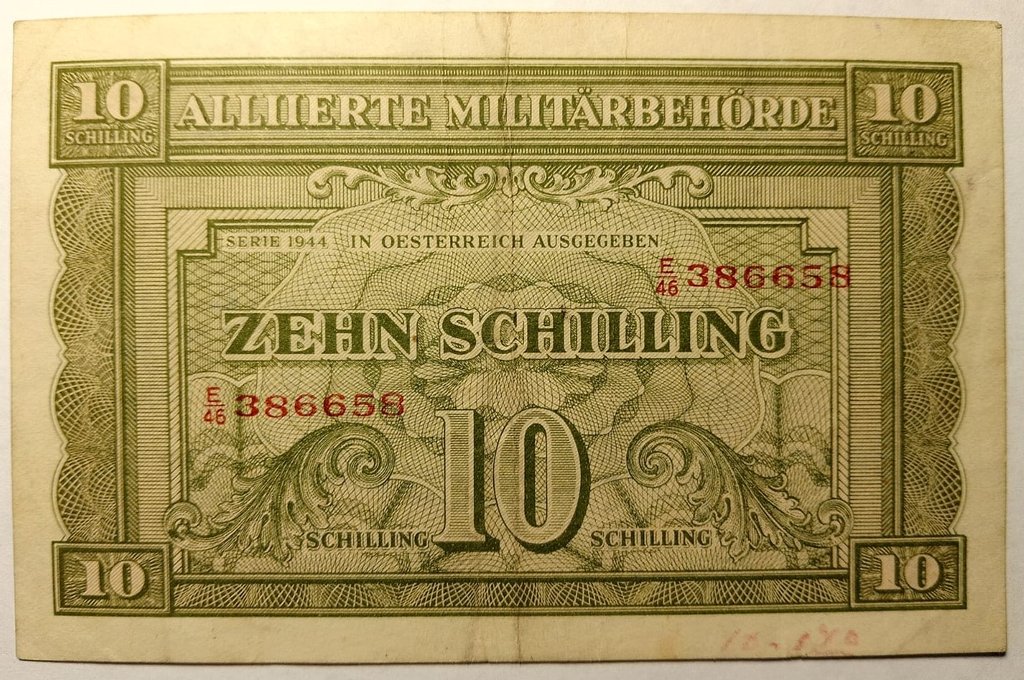 10 ALLIIERTE MILITÄRBEHÖRDE 10
SCHILLING SCHILLING
SERIE 1944 IN OESTERREICH AUSGEGEBEN
E/46 386658
ZEHN SCHILLING
E/46 386658
10
SCHILLING SCHILLING
10 10